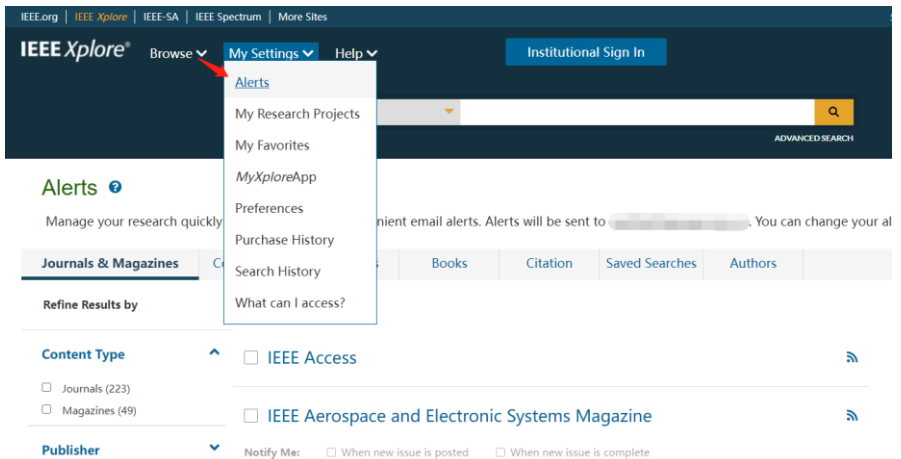 IEEE.org | IEEE Xplore | IEEE-SA | IEEE Spectrum | More Sites
IEEE Xplore® Browse My Settings Help Institutional Sign In
Alerts
My Research Projects
ADVANCED SEARCH
My Favorites
MyXploreApp
Preferences
Purchase History
Search History
What can I access?
Alerts
Manage your research quickly nient email alerts. Alerts will be sent to . You can change your al
Journals & Magazines Books Citation Saved Searches Authors
Refine Results by
Content Type
Journals (223)
Magazines (49)
Publisher
IEEE Access
IEEE Aerospace and Electronic Systems Magazine
Notify Me: When new issue is posted When new issue is complete